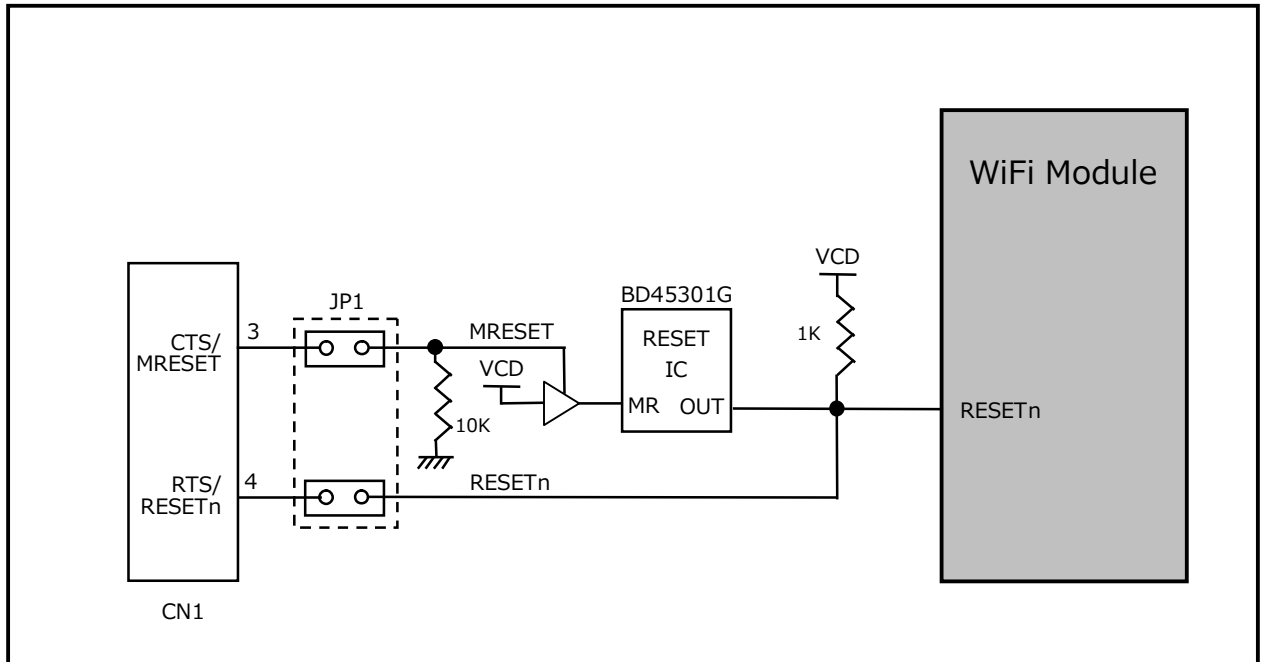 WiFi Module
VCD
BD45301G
JP1
CTS/
MRESET
3
MRESET
VCD
10K
RESET
IC
MR OUT
1K
RESETn
RTS/
RESETn
4
RESETn
CN1